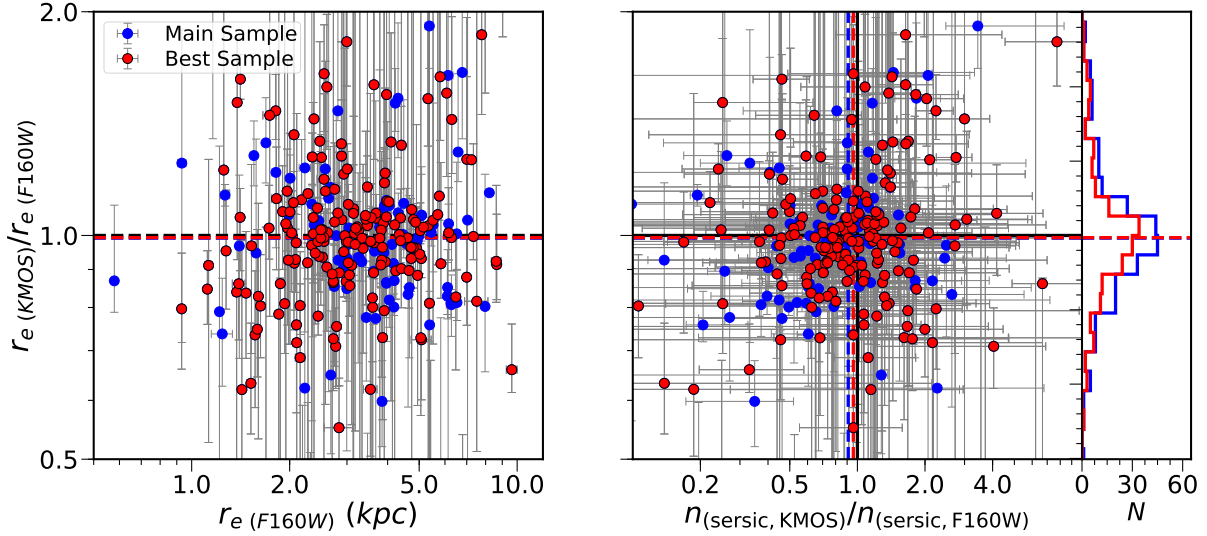 2.0
1.0
0.5
r_e (KMOS)/r_e (F160W)
Main Sample
Best Sample
1.0 2.0 5.0 10.0
r_e (F160W) (kpc)
0.2 0.5 1.0 2.0 4.0
n_(sersic, KMOS)/n_(sersic, F160W)
0 30 60
N